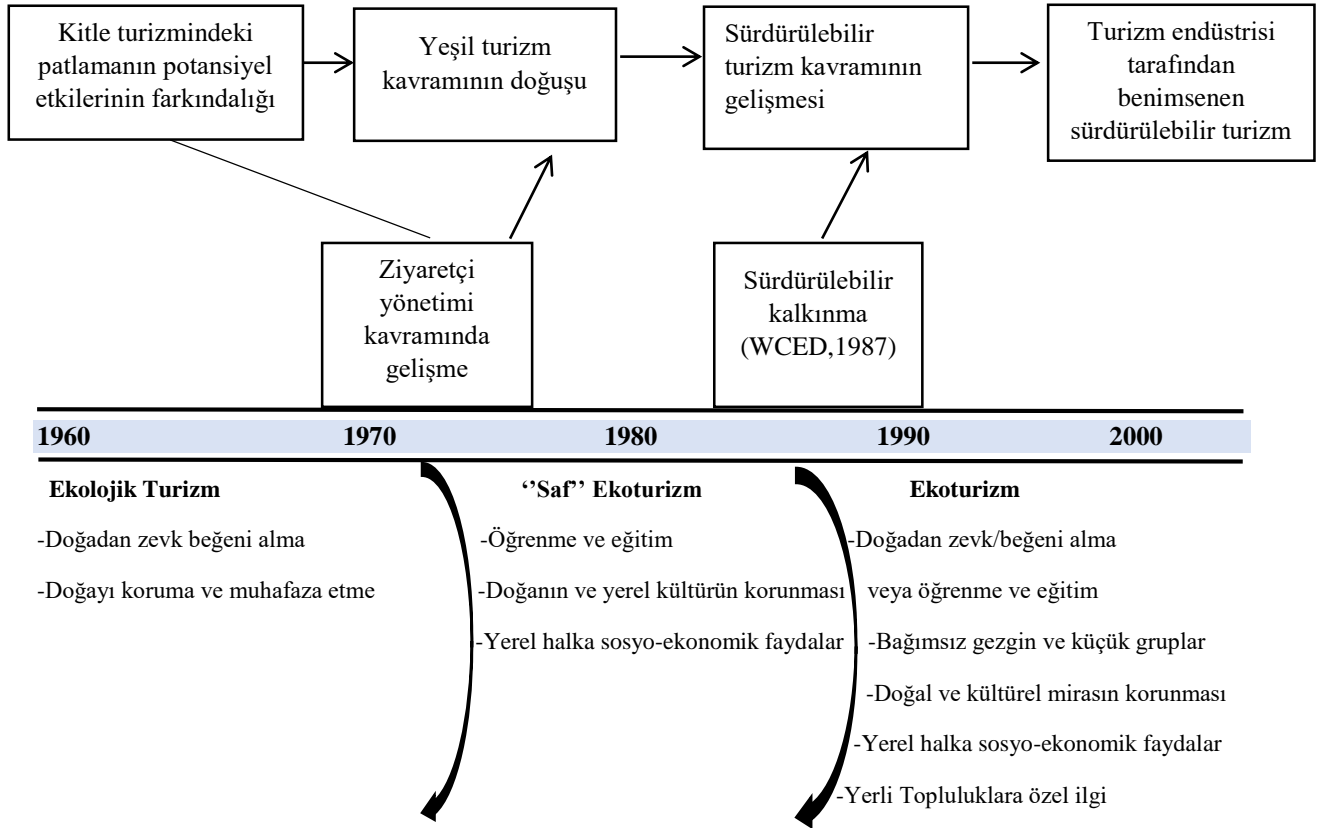 Kitle turizmindeki
patlamanın potansiyel
etkilerinin farkındalığı
Yeşil turizm
kavramının doğuşu
Sürdürülebilir
turizm kavramının
gelişmesi
Turizm endüstrisi
tarafından
benimsenen
sürdürülebilir turizm
Ziyaretçi
yönetimi
kavramında
gelişme
Sürdürülebilir
kalkınma
(WCED,1987)
1960 1970 1980 1990 2000
Ekolojik Turizm
-Doğadan zevk beğeni alma
-Doğayı koruma ve muhafaza etme
‘’Saf’’ Ekoturizm
-Öğrenme ve eğitim
-Doğanın ve yerel kültürün korunması
-Yerel halka sosyo-ekonomik faydalar
Ekoturizm
-Doğadan zevk/beğeni alma
veya öğrenme ve eğitim
-Bağımsız gezgin ve küçük gruplar
-Doğal ve kültürel mirasın korunması
-Yerel halka sosyo-ekonomik faydalar
-Yerli Topluluklara özel ilgi